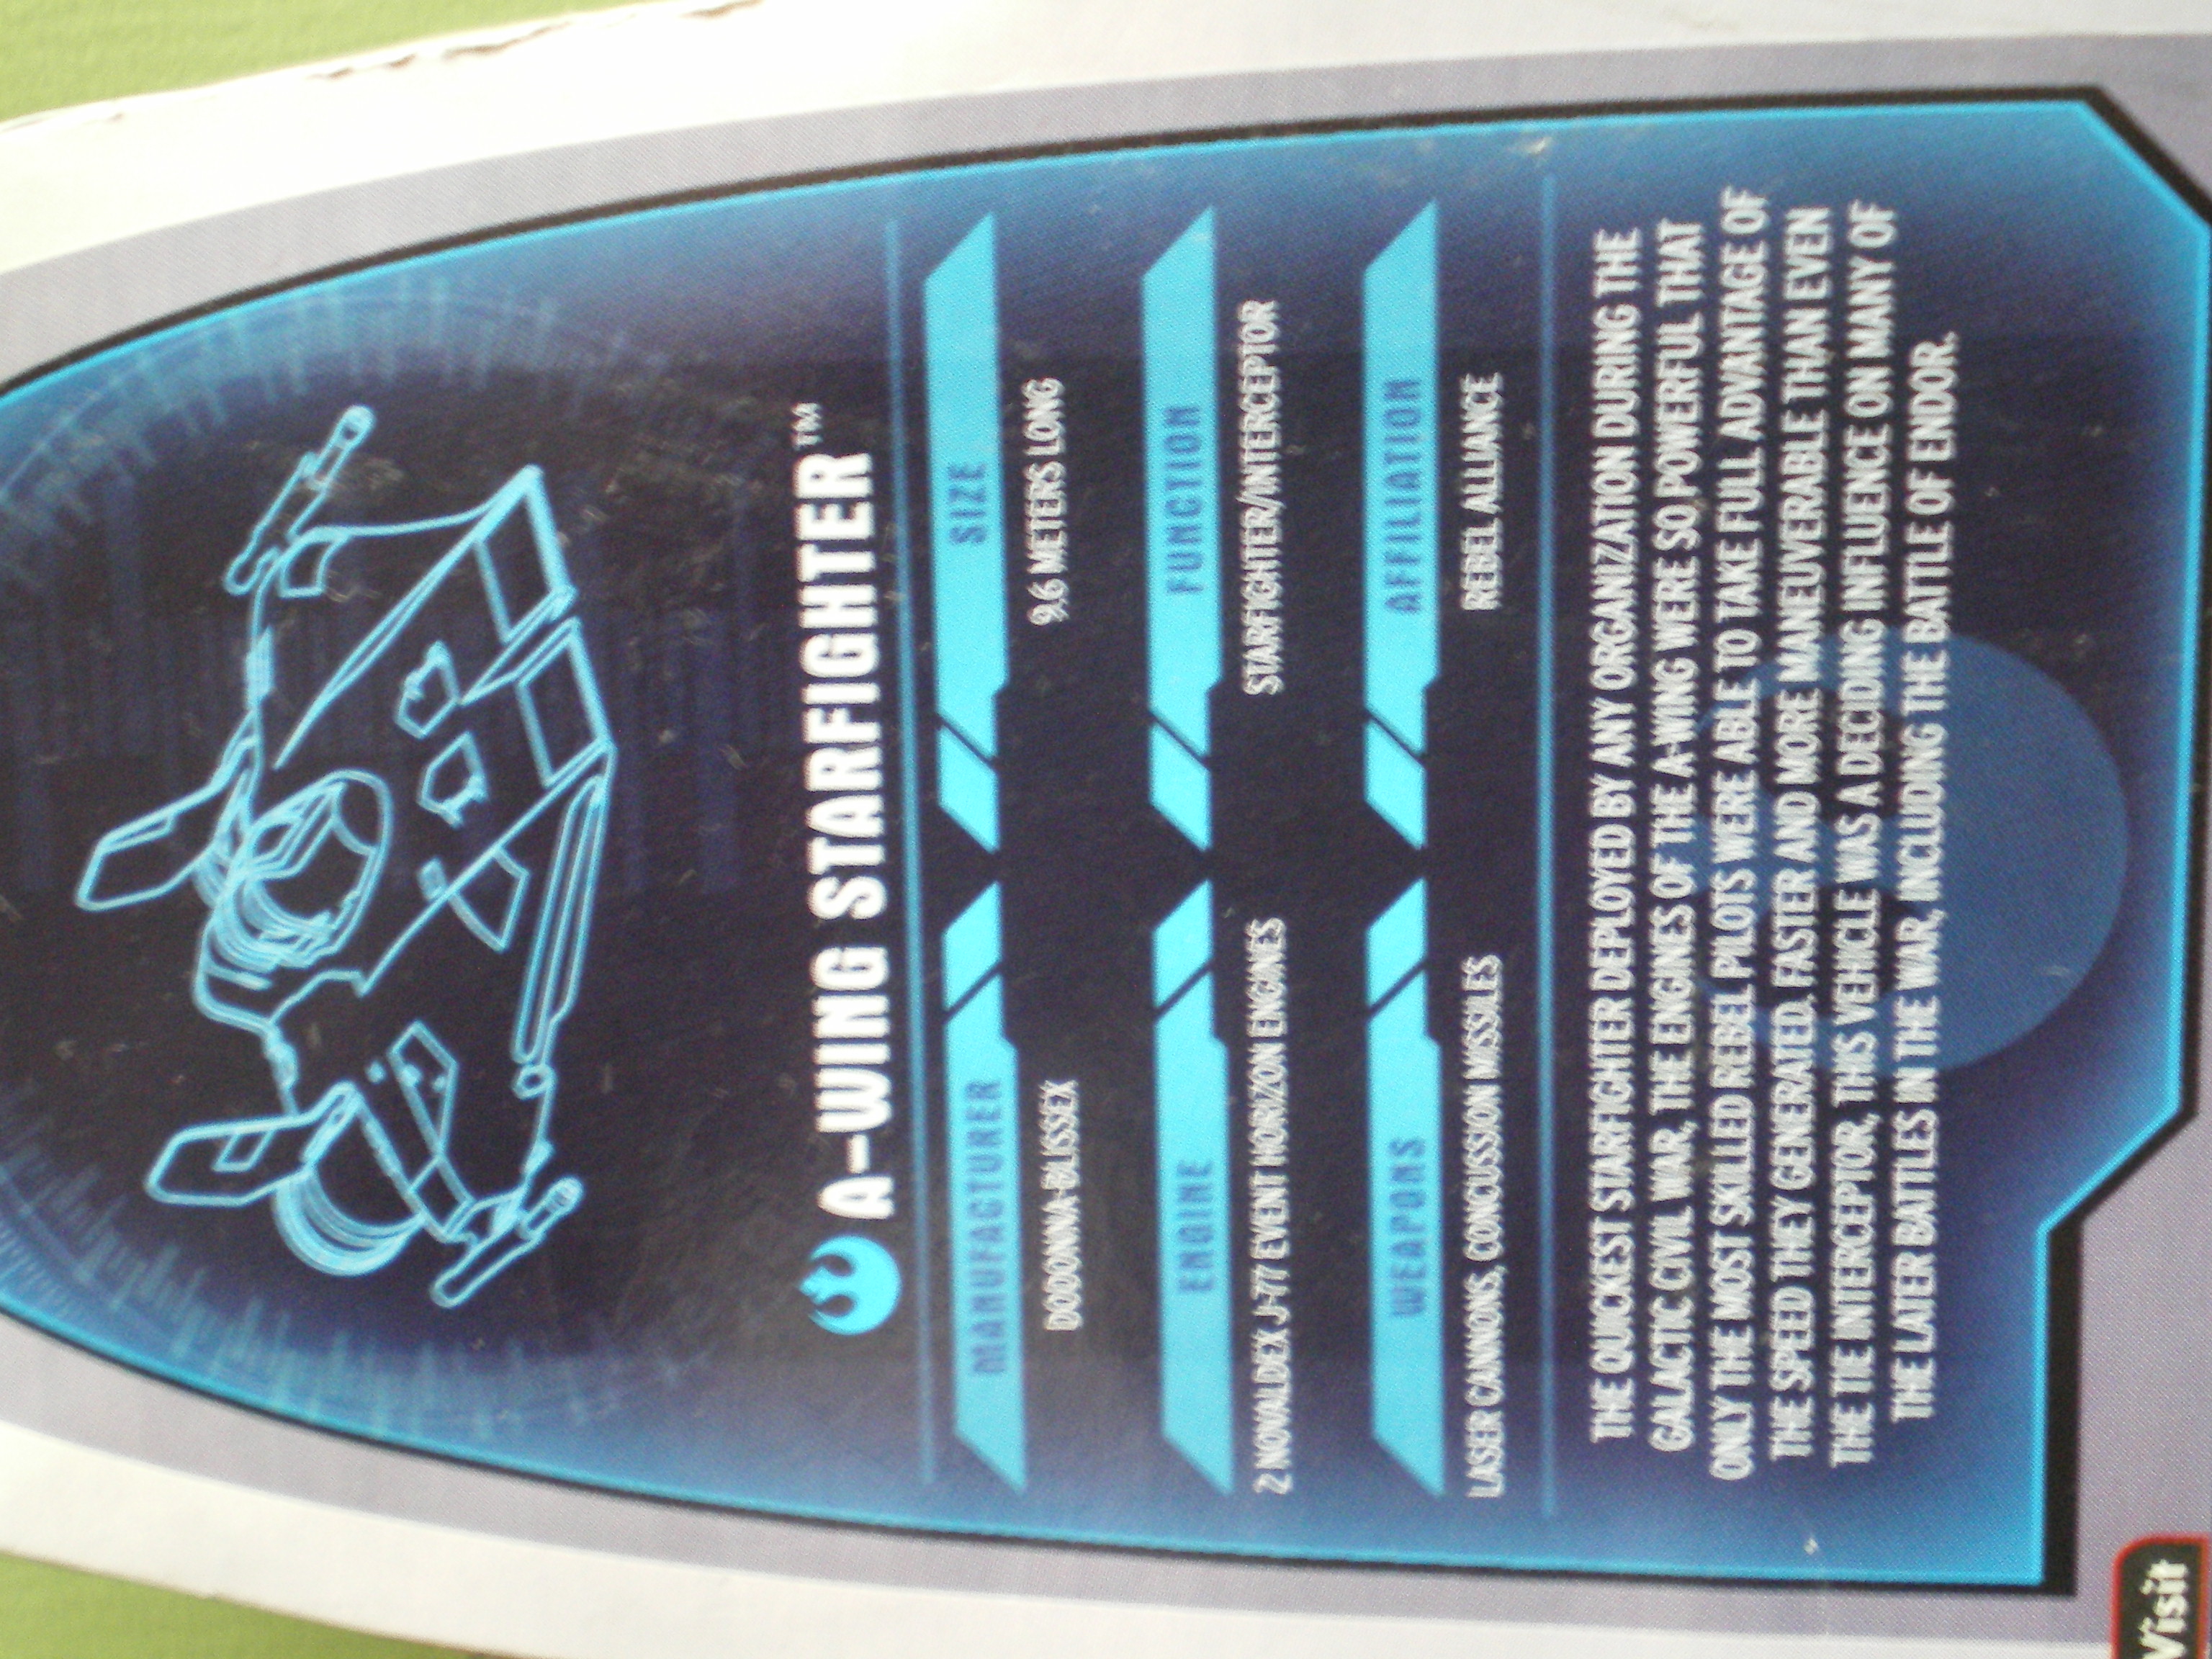 A-WING STARFIGHTER™
MANUFACTURER
DODONNA-BLISSEX
SIZE
9.6 METERS LONG
ENGINE
2 NOVALDEX J-77 EVENT HORIZON ENGINES
FUNCTION
STARFIGHTER/INTERCEPTOR
WEAPONS
LASER CANNONS, CONCUSSION MISSILES
AFFILIATION
REBEL ALLIANCE
THE QUICKEST STARFIGHTER DEPLOYED BY ANY ORGANIZATION DURING THE
GALACTIC CIVIL WAR, THE ENGINES OF THE A-WING WERE SO POWERFUL THAT
ONLY THE MOST SKILLED REBEL PILOTS WERE ABLE TO TAKE FULL ADVANTAGE OF
THE SPEED THEY GENERATED. FASTER AND MORE MANEUVERABLE THAN EVEN
THE TIE INTERCEPTOR, THIS VEHICLE WAS A DECIDING INFLUENCE ON MANY OF
THE LATER BATTLES IN THE WAR, INCLUDING THE BATTLE OF ENDOR.
Visit